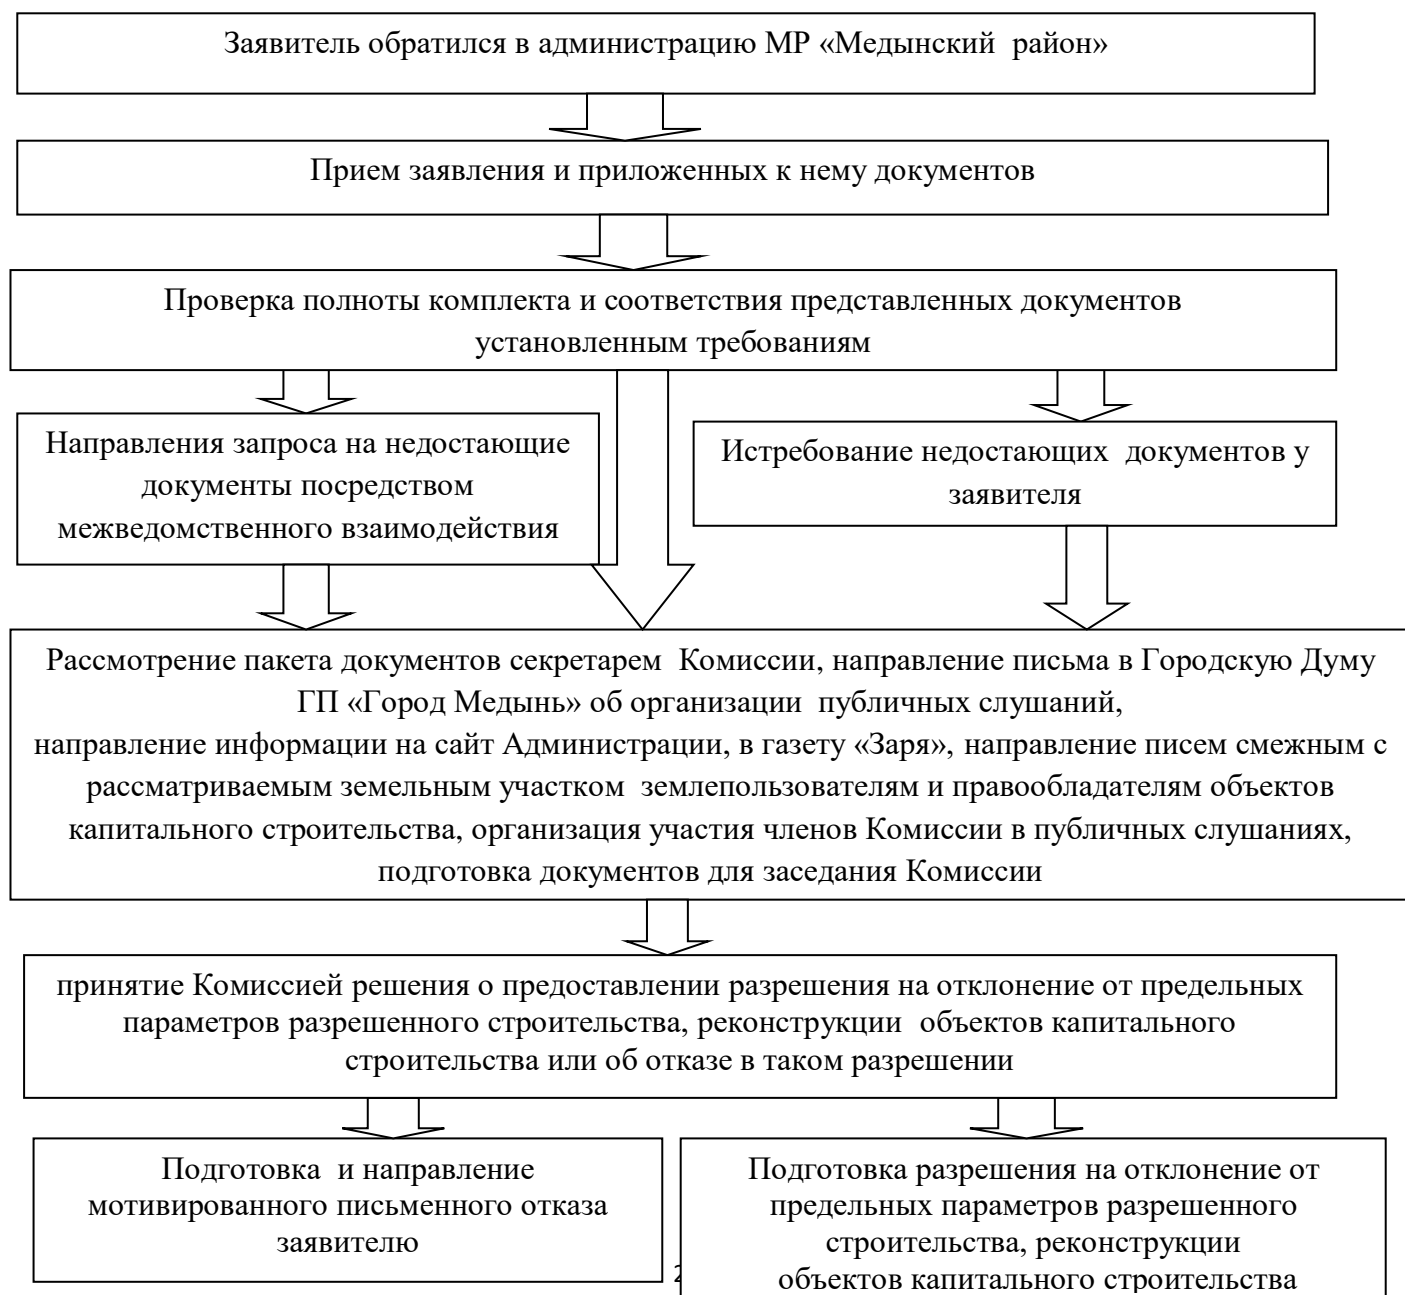 Заявитель обратился в администрацию МР «Медынский район»
Прием заявления и приложенных к нему документов
Проверка полноты комплекта и соответствия представленных документов
установленным требованиям
Направления запроса на недостающие
документы посредством
межведомственного взаимодействия
Истребование недостающих документов у
заявителя
Рассмотрение пакета документов секретарем Комиссии, направление письма в Городскую Думу
ГП «Город Медынь» об организации публичных слушаний,
направление информации на сайт Администрации, в газету «Заря», направление писем смежным с
рассматриваемым земельным участком землепользователям и правообладателям объектов
капитального строительства, организация участия членов Комиссии в публичных слушаниях,
подготовка документов для заседания Комиссии
принятие Комиссией решения о предоставлении разрешения на отклонение от предельных
параметров разрешенного строительства, реконструкции объектов капитального
строительства или об отказе в таком разрешении
Подготовка и направление
мотивированного письменного отказа
заявителю
Подготовка разрешения на отклонение от
предельных параметров разрешенного
строительства, реконструкции
объектов капитального строительства